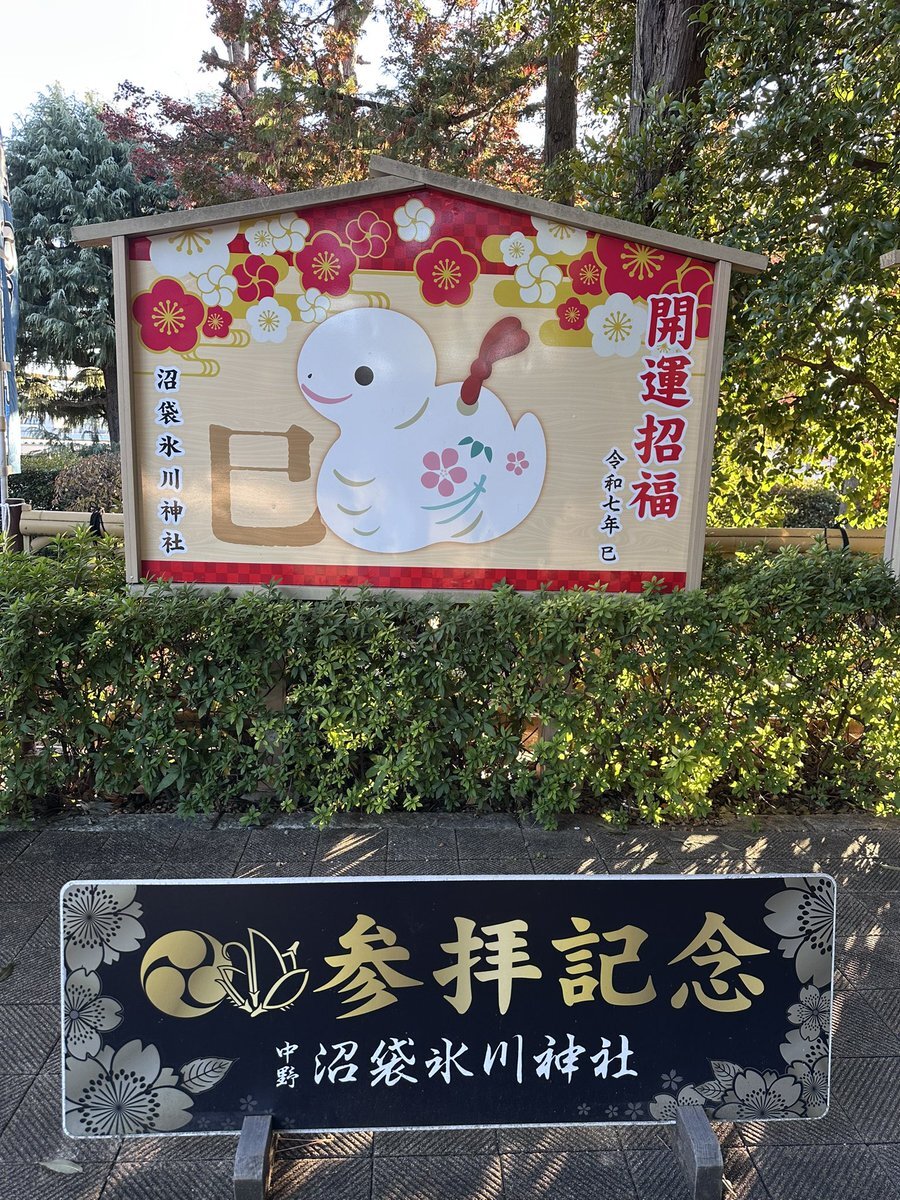 開運招福
令和七年 巳
巳
沼袋氷川神社
参拝記念
中野 沼袋氷川神社